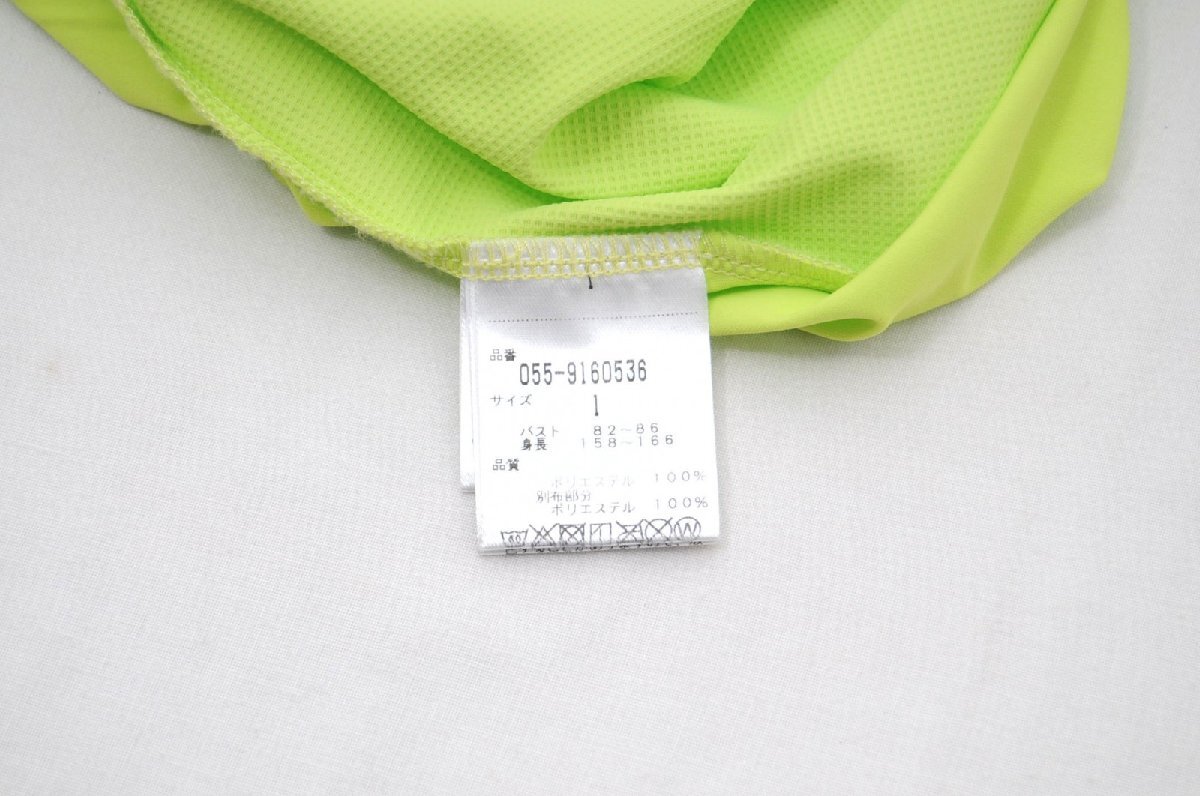 1
品番
055-9160536
サイズ
1
バスト 82~86
身長 158~166
品質
ポリエステル 100%
別布部分
ポリエステル 100%